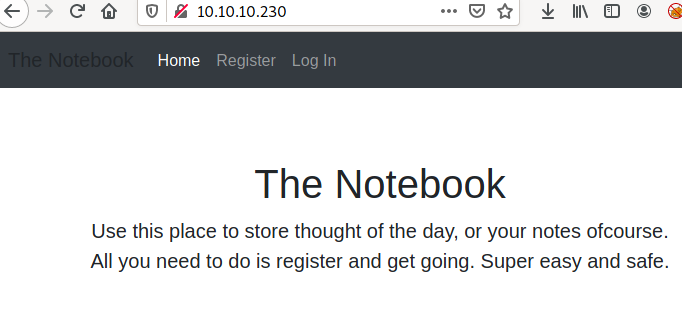 10.10.10.230
The Notebook Home Register Log In
The Notebook
Use this place to store thought of the day, or your notes ofcourse.
All you need to do is register and get going. Super easy and safe.